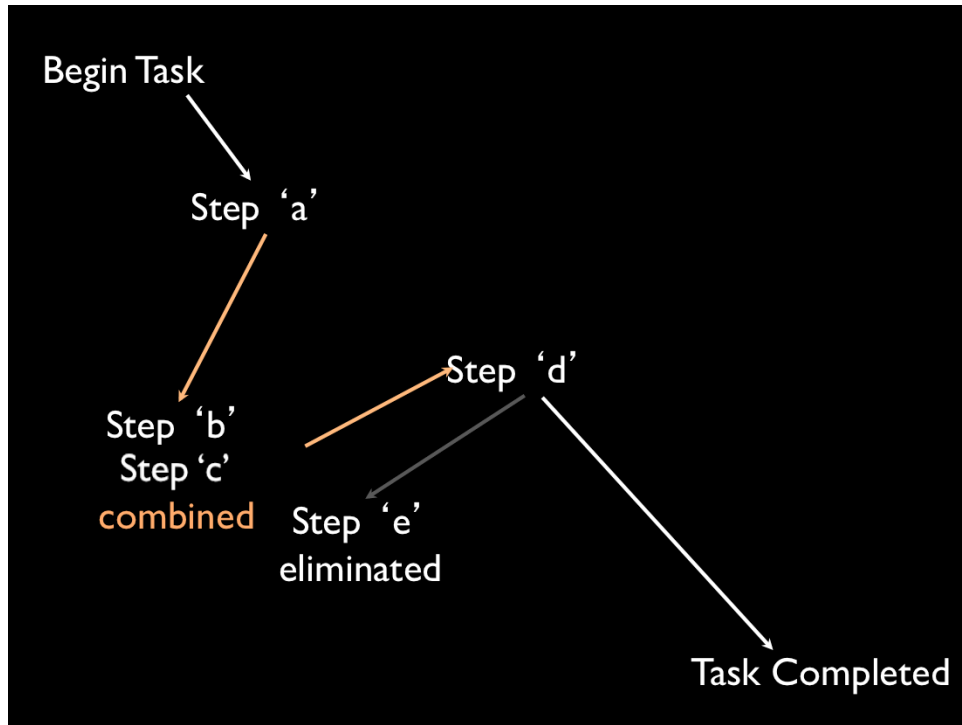 Begin Task
Step ‘a’
Step ‘d’
Step ‘b’
Step ‘c’
combined
Step ‘e’
eliminated
Task Completed